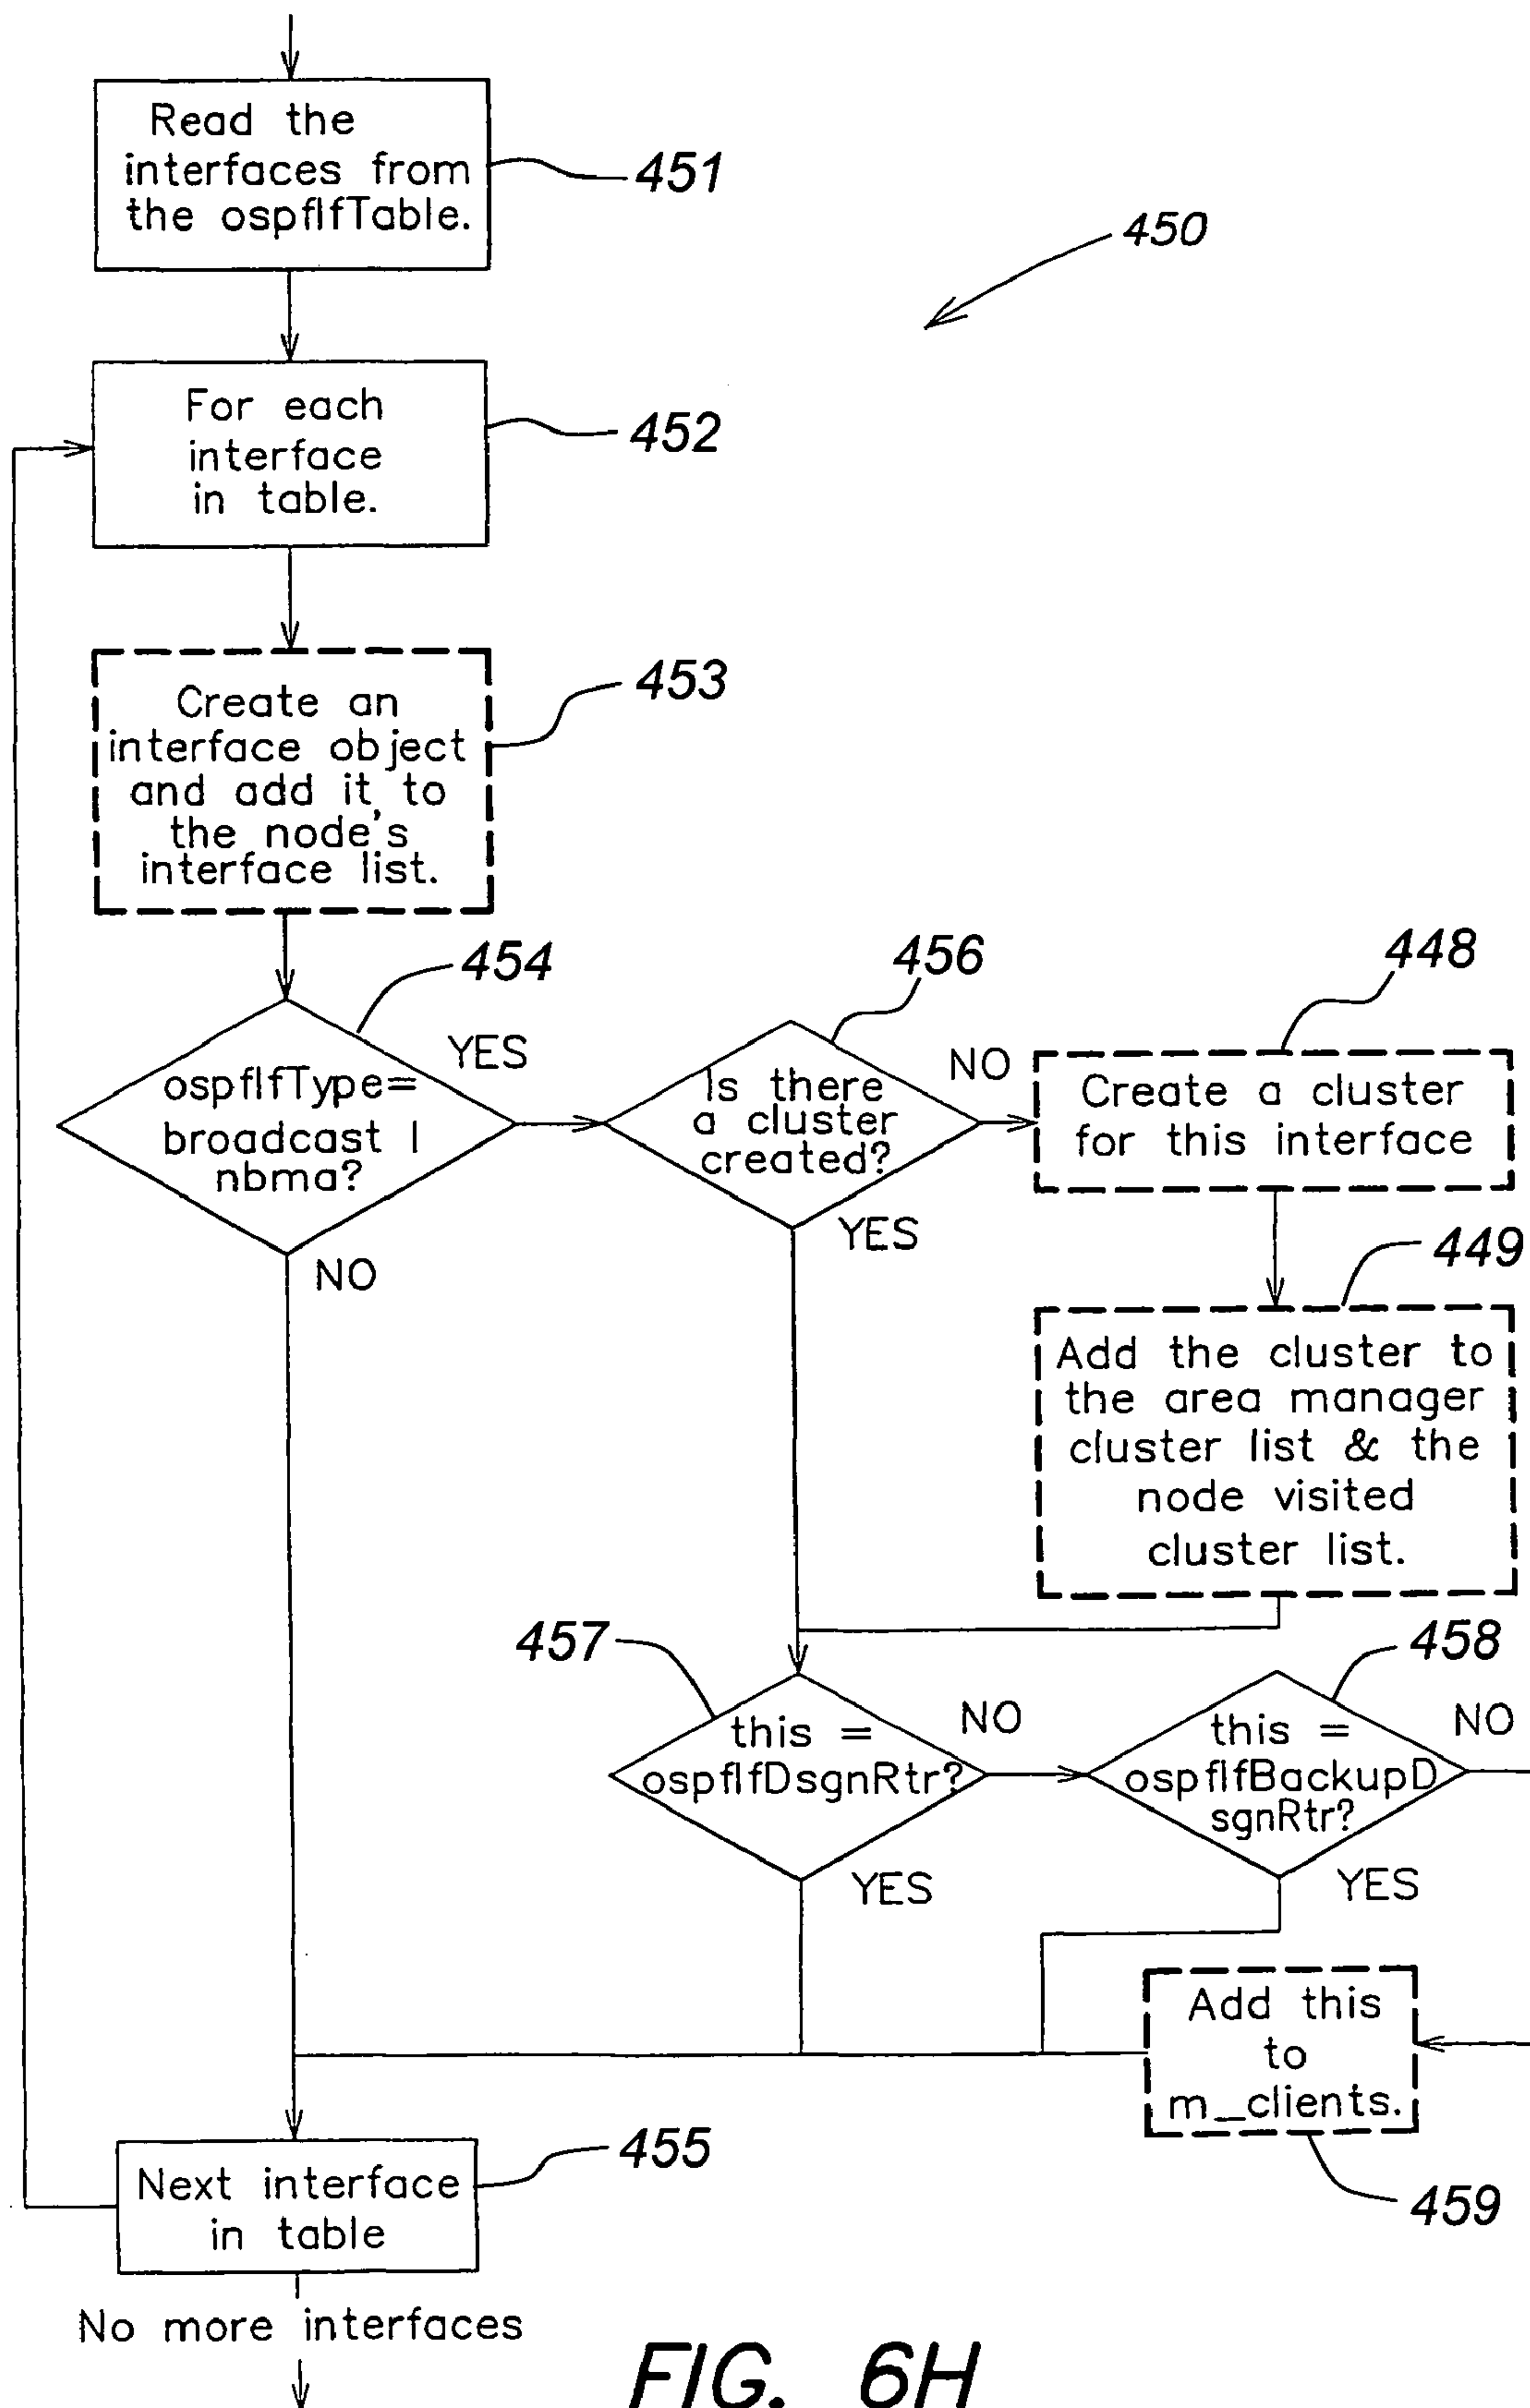 Read the
interfaces from
the ospfIfTable.
451
450
For each
interface
in table.
452
Create an
interface object
and add it to
the node's
interface list.
453
454
ospfIfType=
broadcast |
nbma?
YES
NO
456
Is there
a cluster
created?
NO
YES
448
Create a cluster
for this interface
449
Add the cluster to
the area manager
cluster list & the
node visited
cluster list.
457
this =
ospfIfDsgnRtr?
NO
YES
458
this =
ospfIfBackupD
sgnRtr?
NO
YES
Add this
to
m_clients.
459
Next interface
in table
455
No more interfaces
FIG. 6H